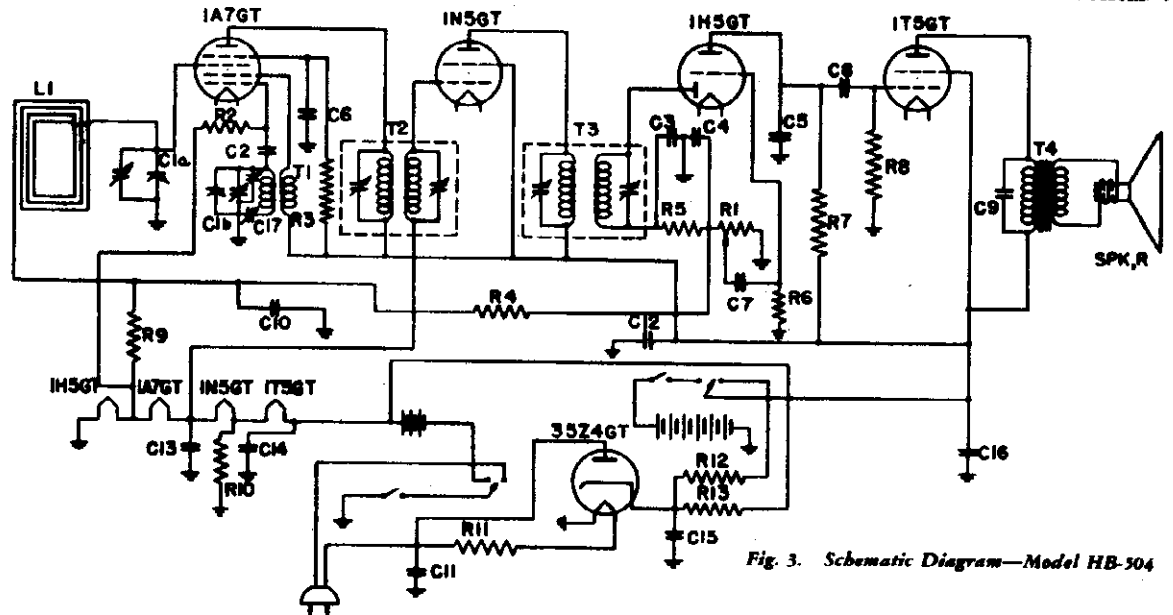 1A7GT
1N5GT
1H5GT
1T5GT
L1
C1a
R2
C2
C6
T1
C1b
C17
R3
T2
T3
C3
C4
C5
C8
R8
R7
T4
C9
SPK,R
R5
R1
C7
R6
R4
C10
C12
R9
1H5GT
1A7GT
1N5GT
1T5GT
C13
R10
C14
35Z4GT
R12
R13
C15
C16
R11
C11
Fig. 3. Schematic Diagram—Model HB-504